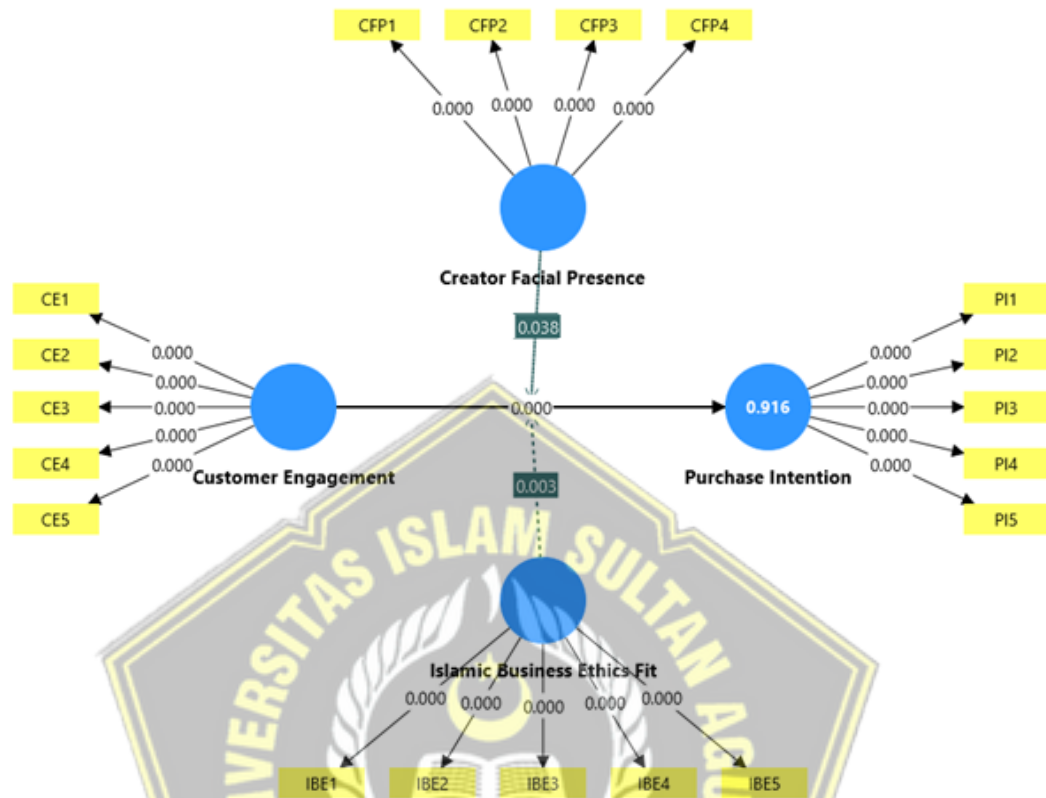 CFP1 CFP2 CFP3 CFP4
0.000 0.000 0.000 0.000
Creator Facial Presence
0.038
CE1
CE2
CE3
CE4
CE5
0.000
0.000
0.000
0.000
0.000
Customer Engagement
0.000
0.916
Purchase Intention
PI1
PI2
PI3
PI4
PI5
0.000
0.000
0.000
0.000
0.000
0.003
Islamic Business Ethics Fit
0.000 0.000 0.000 0.000 0.000
IBE1 IBE2 IBE3 IBE4 IBE5
ISLAM SULTAN